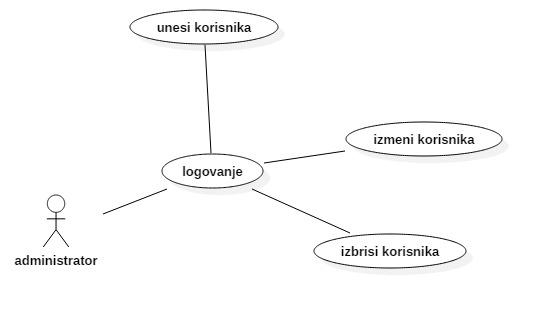 unesi korisnika
izmeni korisnika
logovanje
izbrisi korisnika
administrator